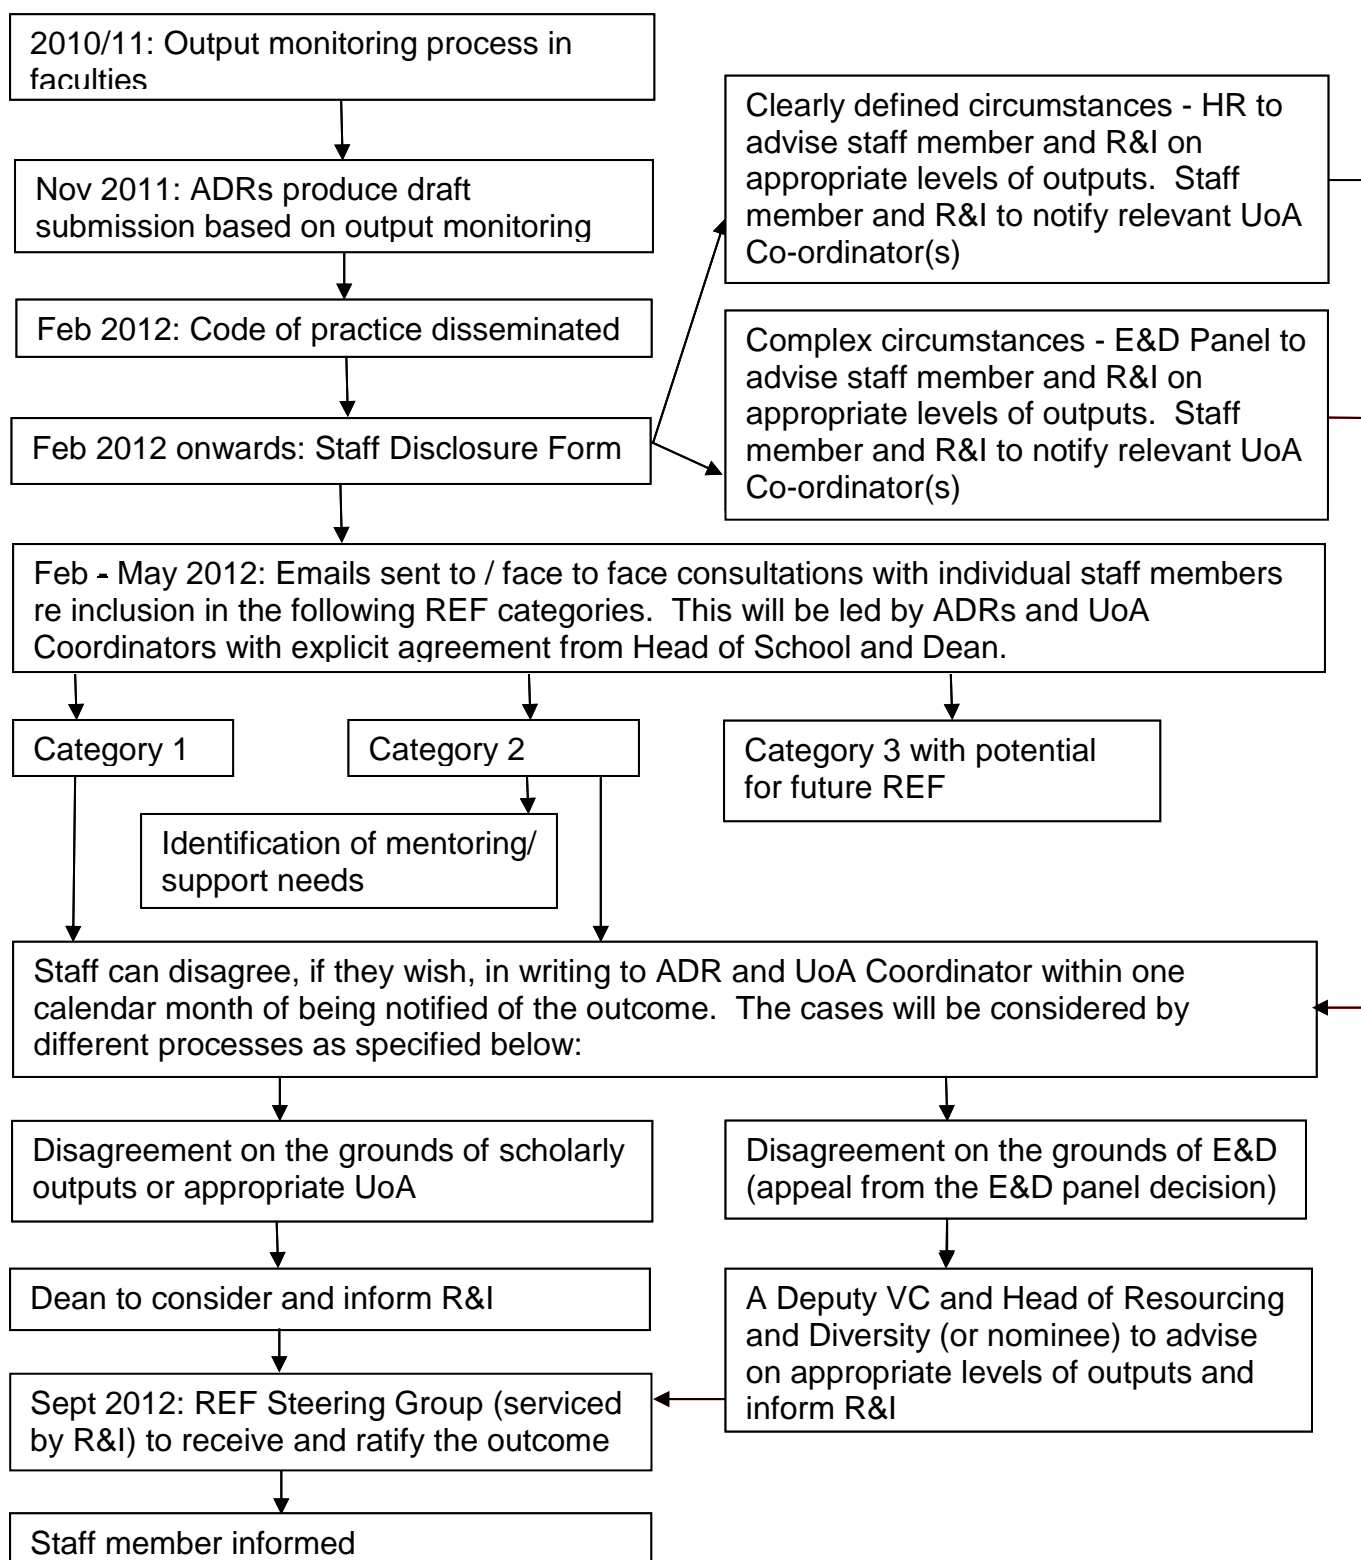 2010/11: Output monitoring process in
faculties
Nov 2011: ADRs produce draft
submission based on output monitoring
Feb 2012: Code of practice disseminated
Feb 2012 onwards: Staff Disclosure Form
Clearly defined circumstances - HR to
advise staff member and R&I on
appropriate levels of outputs.  Staff
member and R&I to notify relevant UoA
Co-ordinator(s)
Complex circumstances - E&D Panel to
advise staff member and R&I on
appropriate levels of outputs.  Staff
member and R&I to notify relevant UoA
Co-ordinator(s)
Feb - May 2012: Emails sent to / face to face consultations with individual staff members
re inclusion in the following REF categories.  This will be led by ADRs and UoA
Coordinators with explicit agreement from Head of School and Dean.
Category 1
Category 2
Category 3 with potential
for future REF
Identification of mentoring/
support needs
Staff can disagree, if they wish, in writing to ADR and UoA Coordinator within one
calendar month of being notified of the outcome.  The cases will be considered by
different processes as specified below:
Disagreement on the grounds of scholarly
outputs or appropriate UoA
Disagreement on the grounds of E&D
(appeal from the E&D panel decision)
Dean to consider and inform R&I
A Deputy VC and Head of Resourcing
and Diversity (or nominee) to advise
on appropriate levels of outputs and
inform R&I
Sept 2012: REF Steering Group (serviced
by R&I) to receive and ratify the outcome
Staff member informed